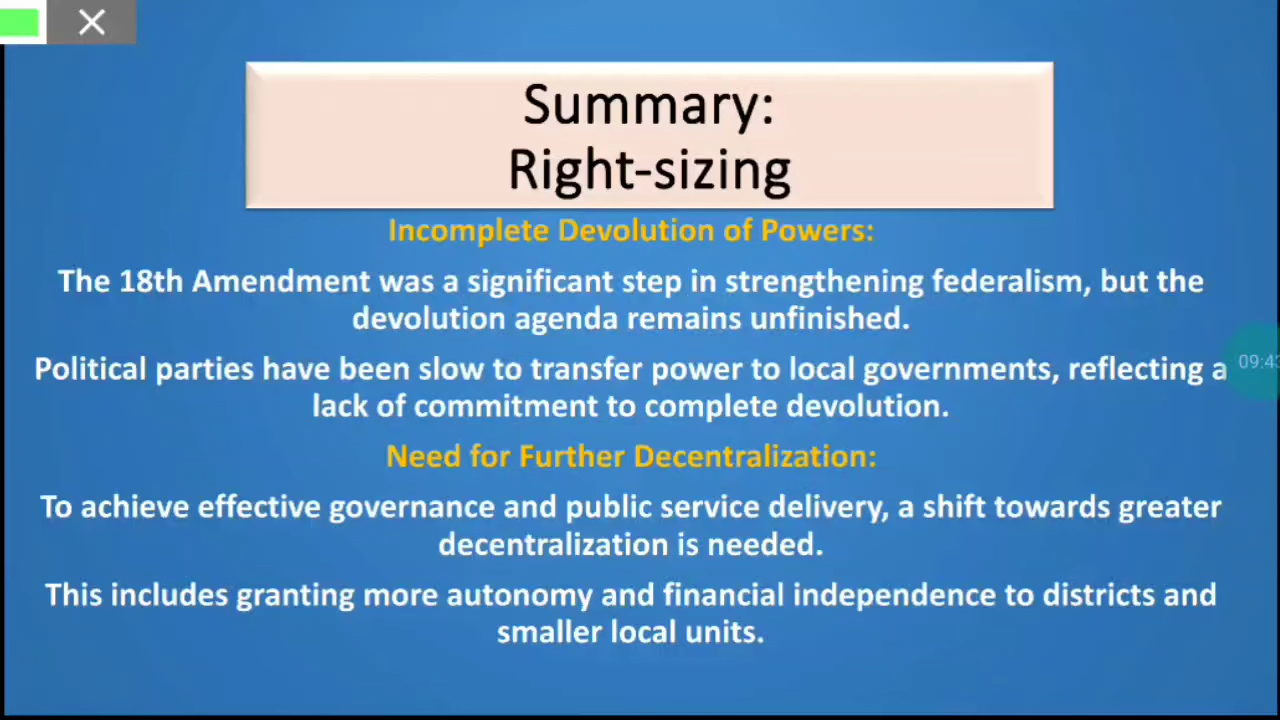 Summary:
Right-sizing
Incomplete Devolution of Powers:
The 18th Amendment was a significant step in strengthening federalism, but the
devolution agenda remains unfinished.
Political parties have been slow to transfer power to local governments, reflecting a
lack of commitment to complete devolution.
Need for Further Decentralization:
To achieve effective governance and public service delivery, a shift towards greater
decentralization is needed.
This includes granting more autonomy and financial independence to districts and
smaller local units.